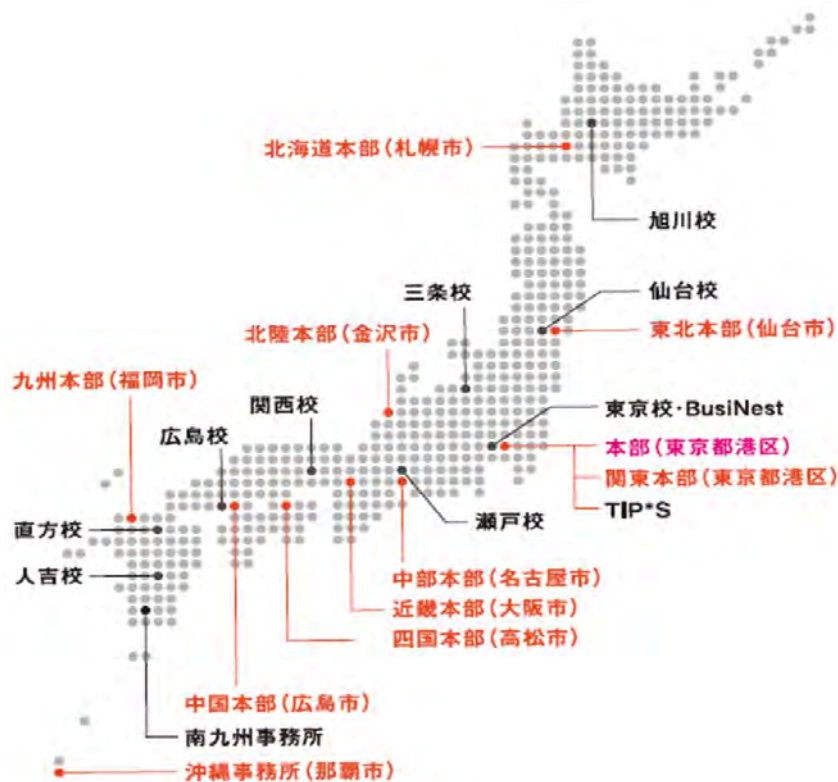 北海道本部(札幌市)
旭川校
三条校
仙台校
北陸本部(金沢市)
東北本部(仙台市)
九州本部(福岡市)
関西校
東京校・BusiNest
広島校
本部(東京都港区)
関東本部(東京都港区)
TIP*S
瀬戸校
直方校
人吉校
中部本部(名古屋市)
近畿本部(大阪市)
四国本部(高松市)
中国本部(広島市)
南九州事務所
沖縄事務所(那覇市)